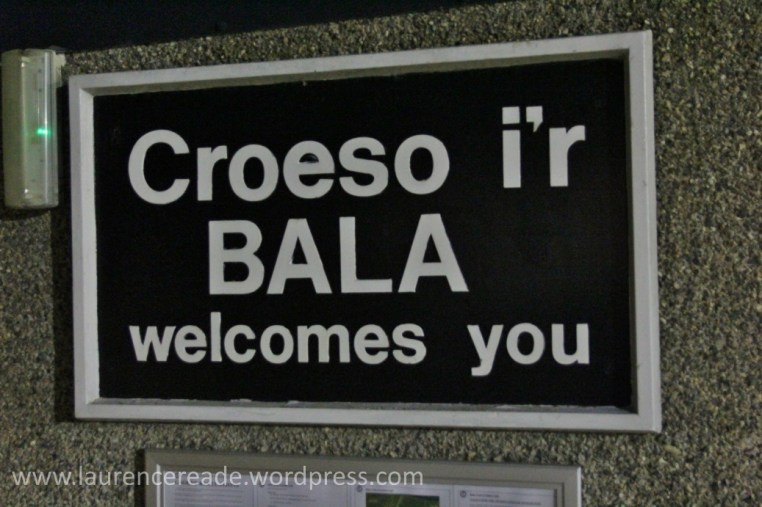 Croeso i'r
BALA
welcomes you
www.laurencereade.wordpress.com